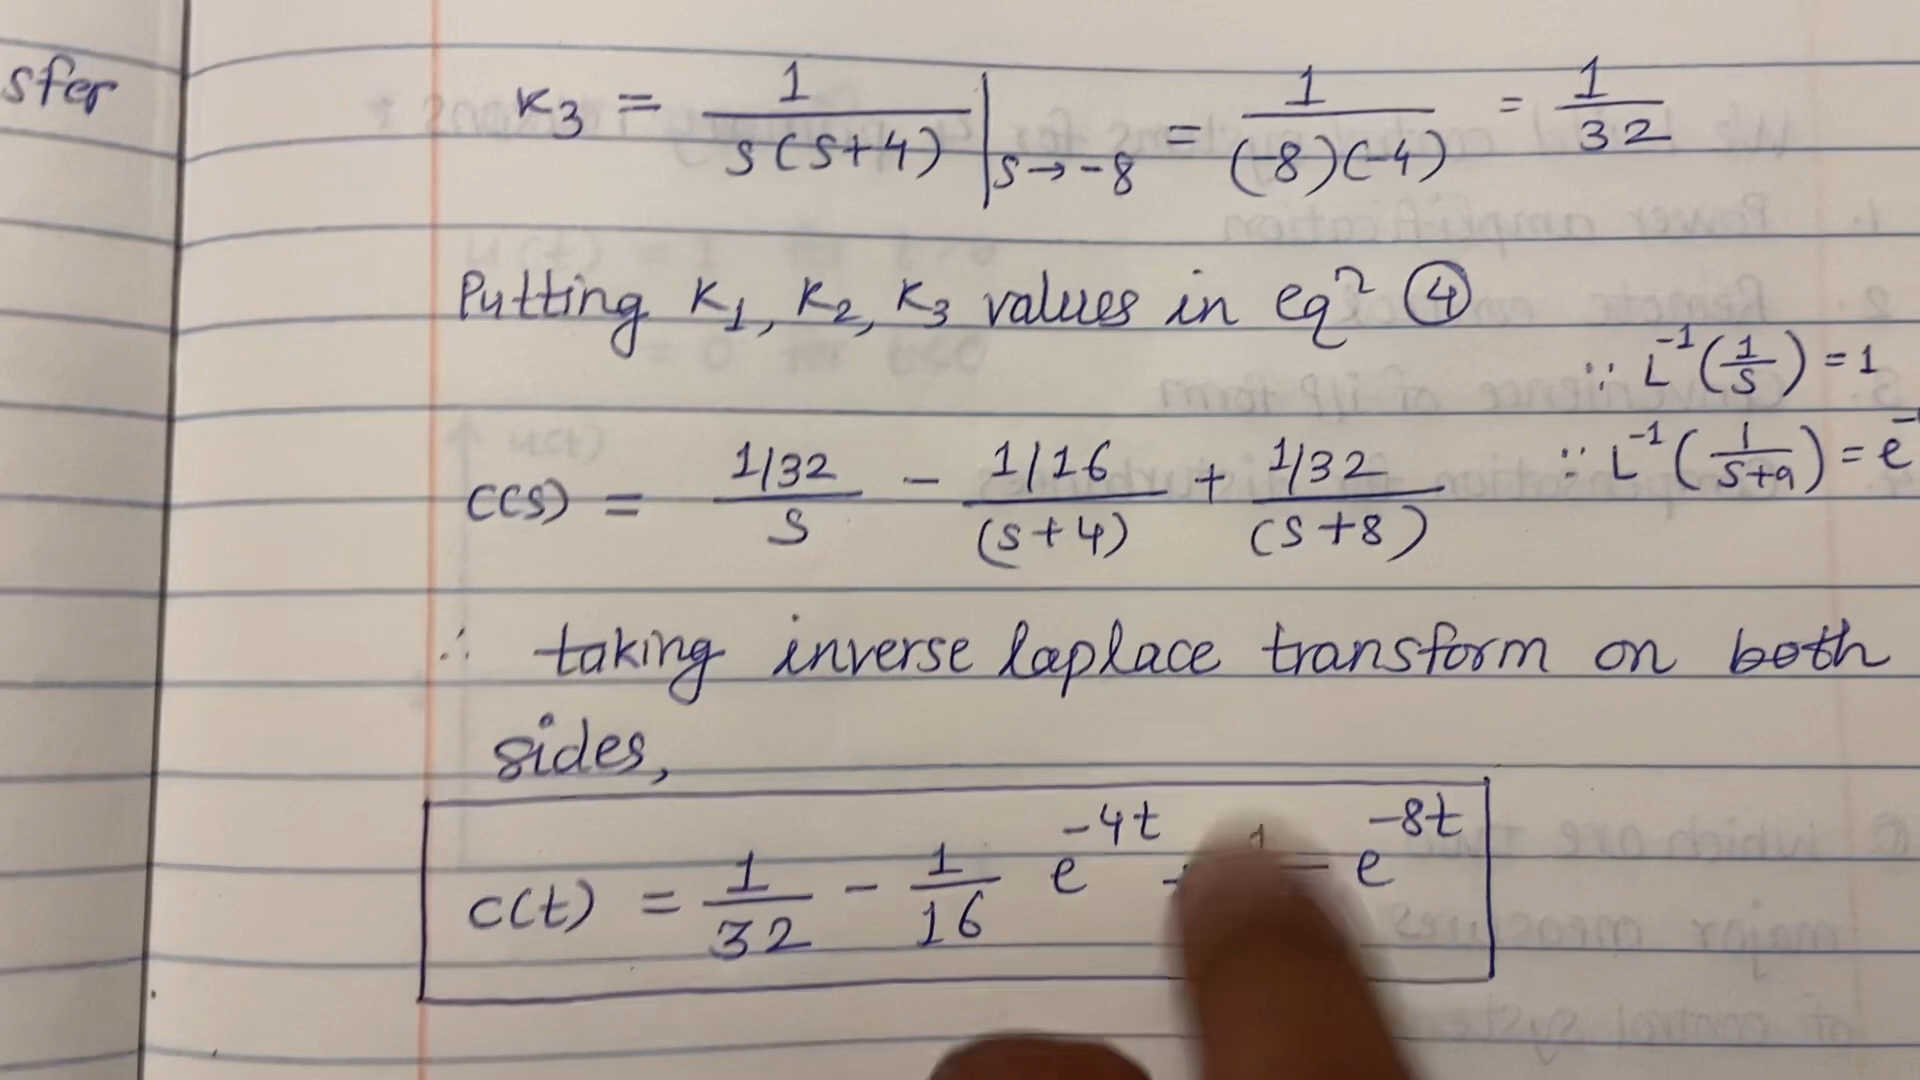 sfer
K₃ = 1/(s(s+4)) |s→-8 = 1/((-8)(-4)) = 1/32
Putting K₁, K₂, K₃ values in eqⁿ ④
∵ L⁻¹(1/s) = 1
C(s) = (1/32)/s - (1/16)/(s+4) + (1/32)/(s+8) ∵ L⁻¹(1/(s+a)) = e⁻
∴ taking inverse laplace transform on both
sides,
c(t) = 1/32 - 1/16 e^-4t + 1/ e^-8t